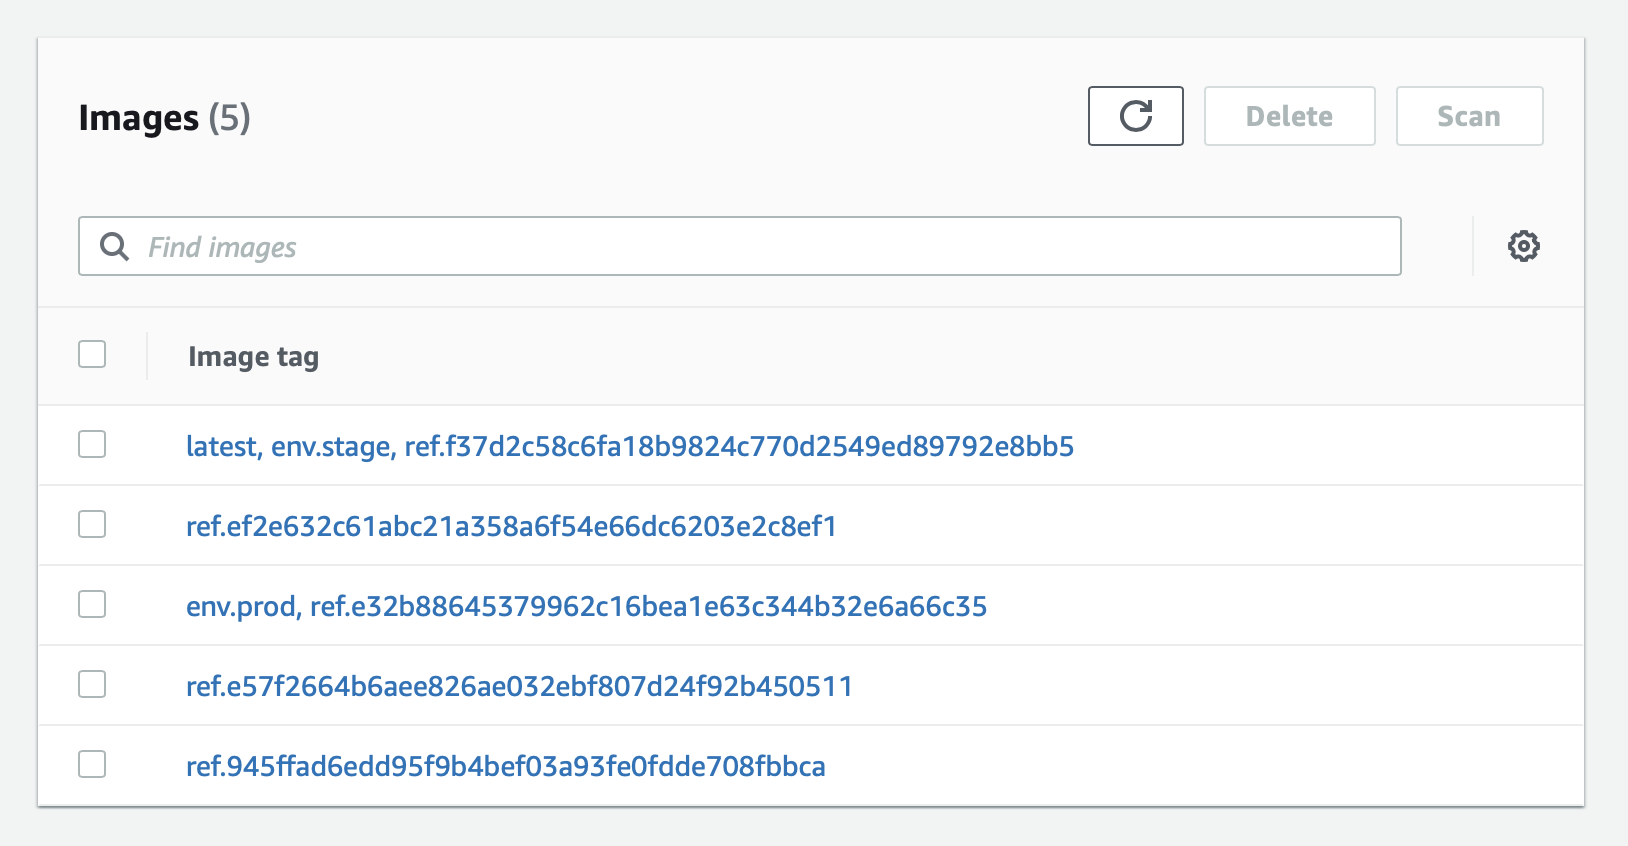 Images (5)
Delete
Scan
Find images
Image tag
latest, env.stage, ref.f37d2c58c6fa18b9824c770d2549ed89792e8bb5
ref.ef2e632c61abc21a358a6f54e66dc6203e2c8ef1
env.prod, ref.e32b88645379962c16bea1e63c344b32e6a66c35
ref.e57f2664b6aee826ae032ebf807d24f92b450511
ref.945ffad6edd95f9b4bef03a93fe0fdde708fbbca